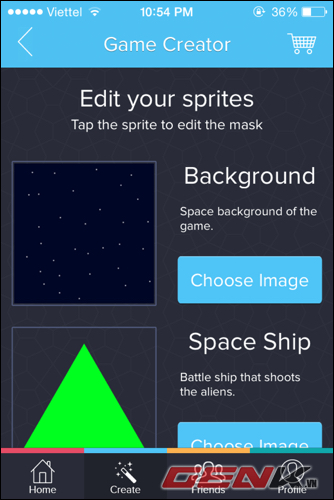 Viettel 10:54 PM 36%
Game Creator
Edit your sprites
Tap the sprite to edit the mask
Background
Space background of the
game.
Choose Image
Space Ship
Battle ship that shoots
the aliens.
Choose Image
Home Create Friends Profile
GSNK.VN